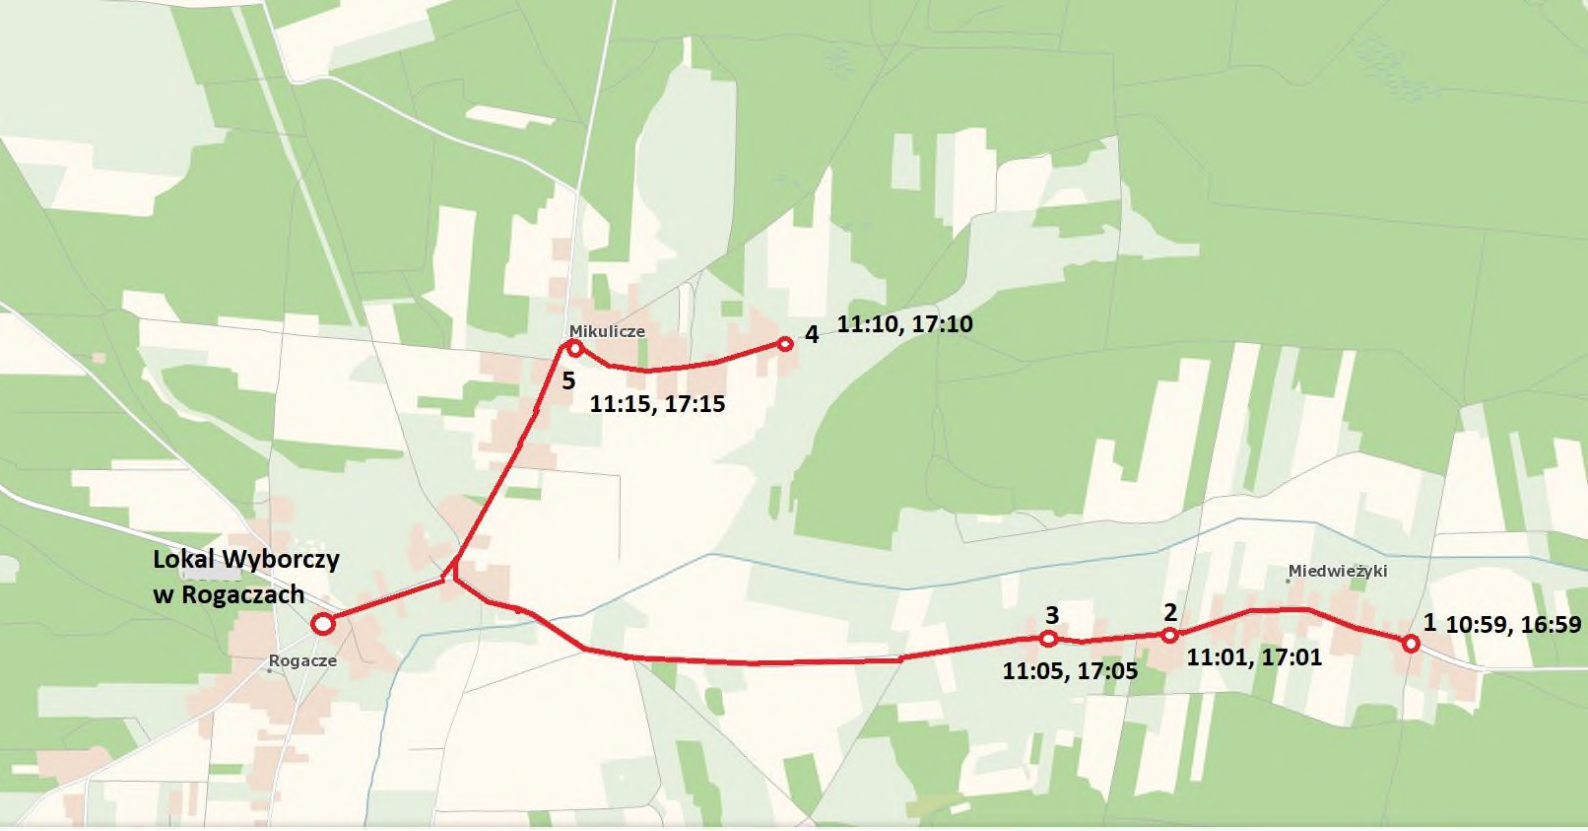 Mikulicze
4 11:10, 17:10
5
11:15, 17:15
Lokal Wyborczy
w Rogaczach
Rogacze
Miedwieżyki
3
11:05, 17:05
2
11:01, 17:01
1 10:59, 16:59